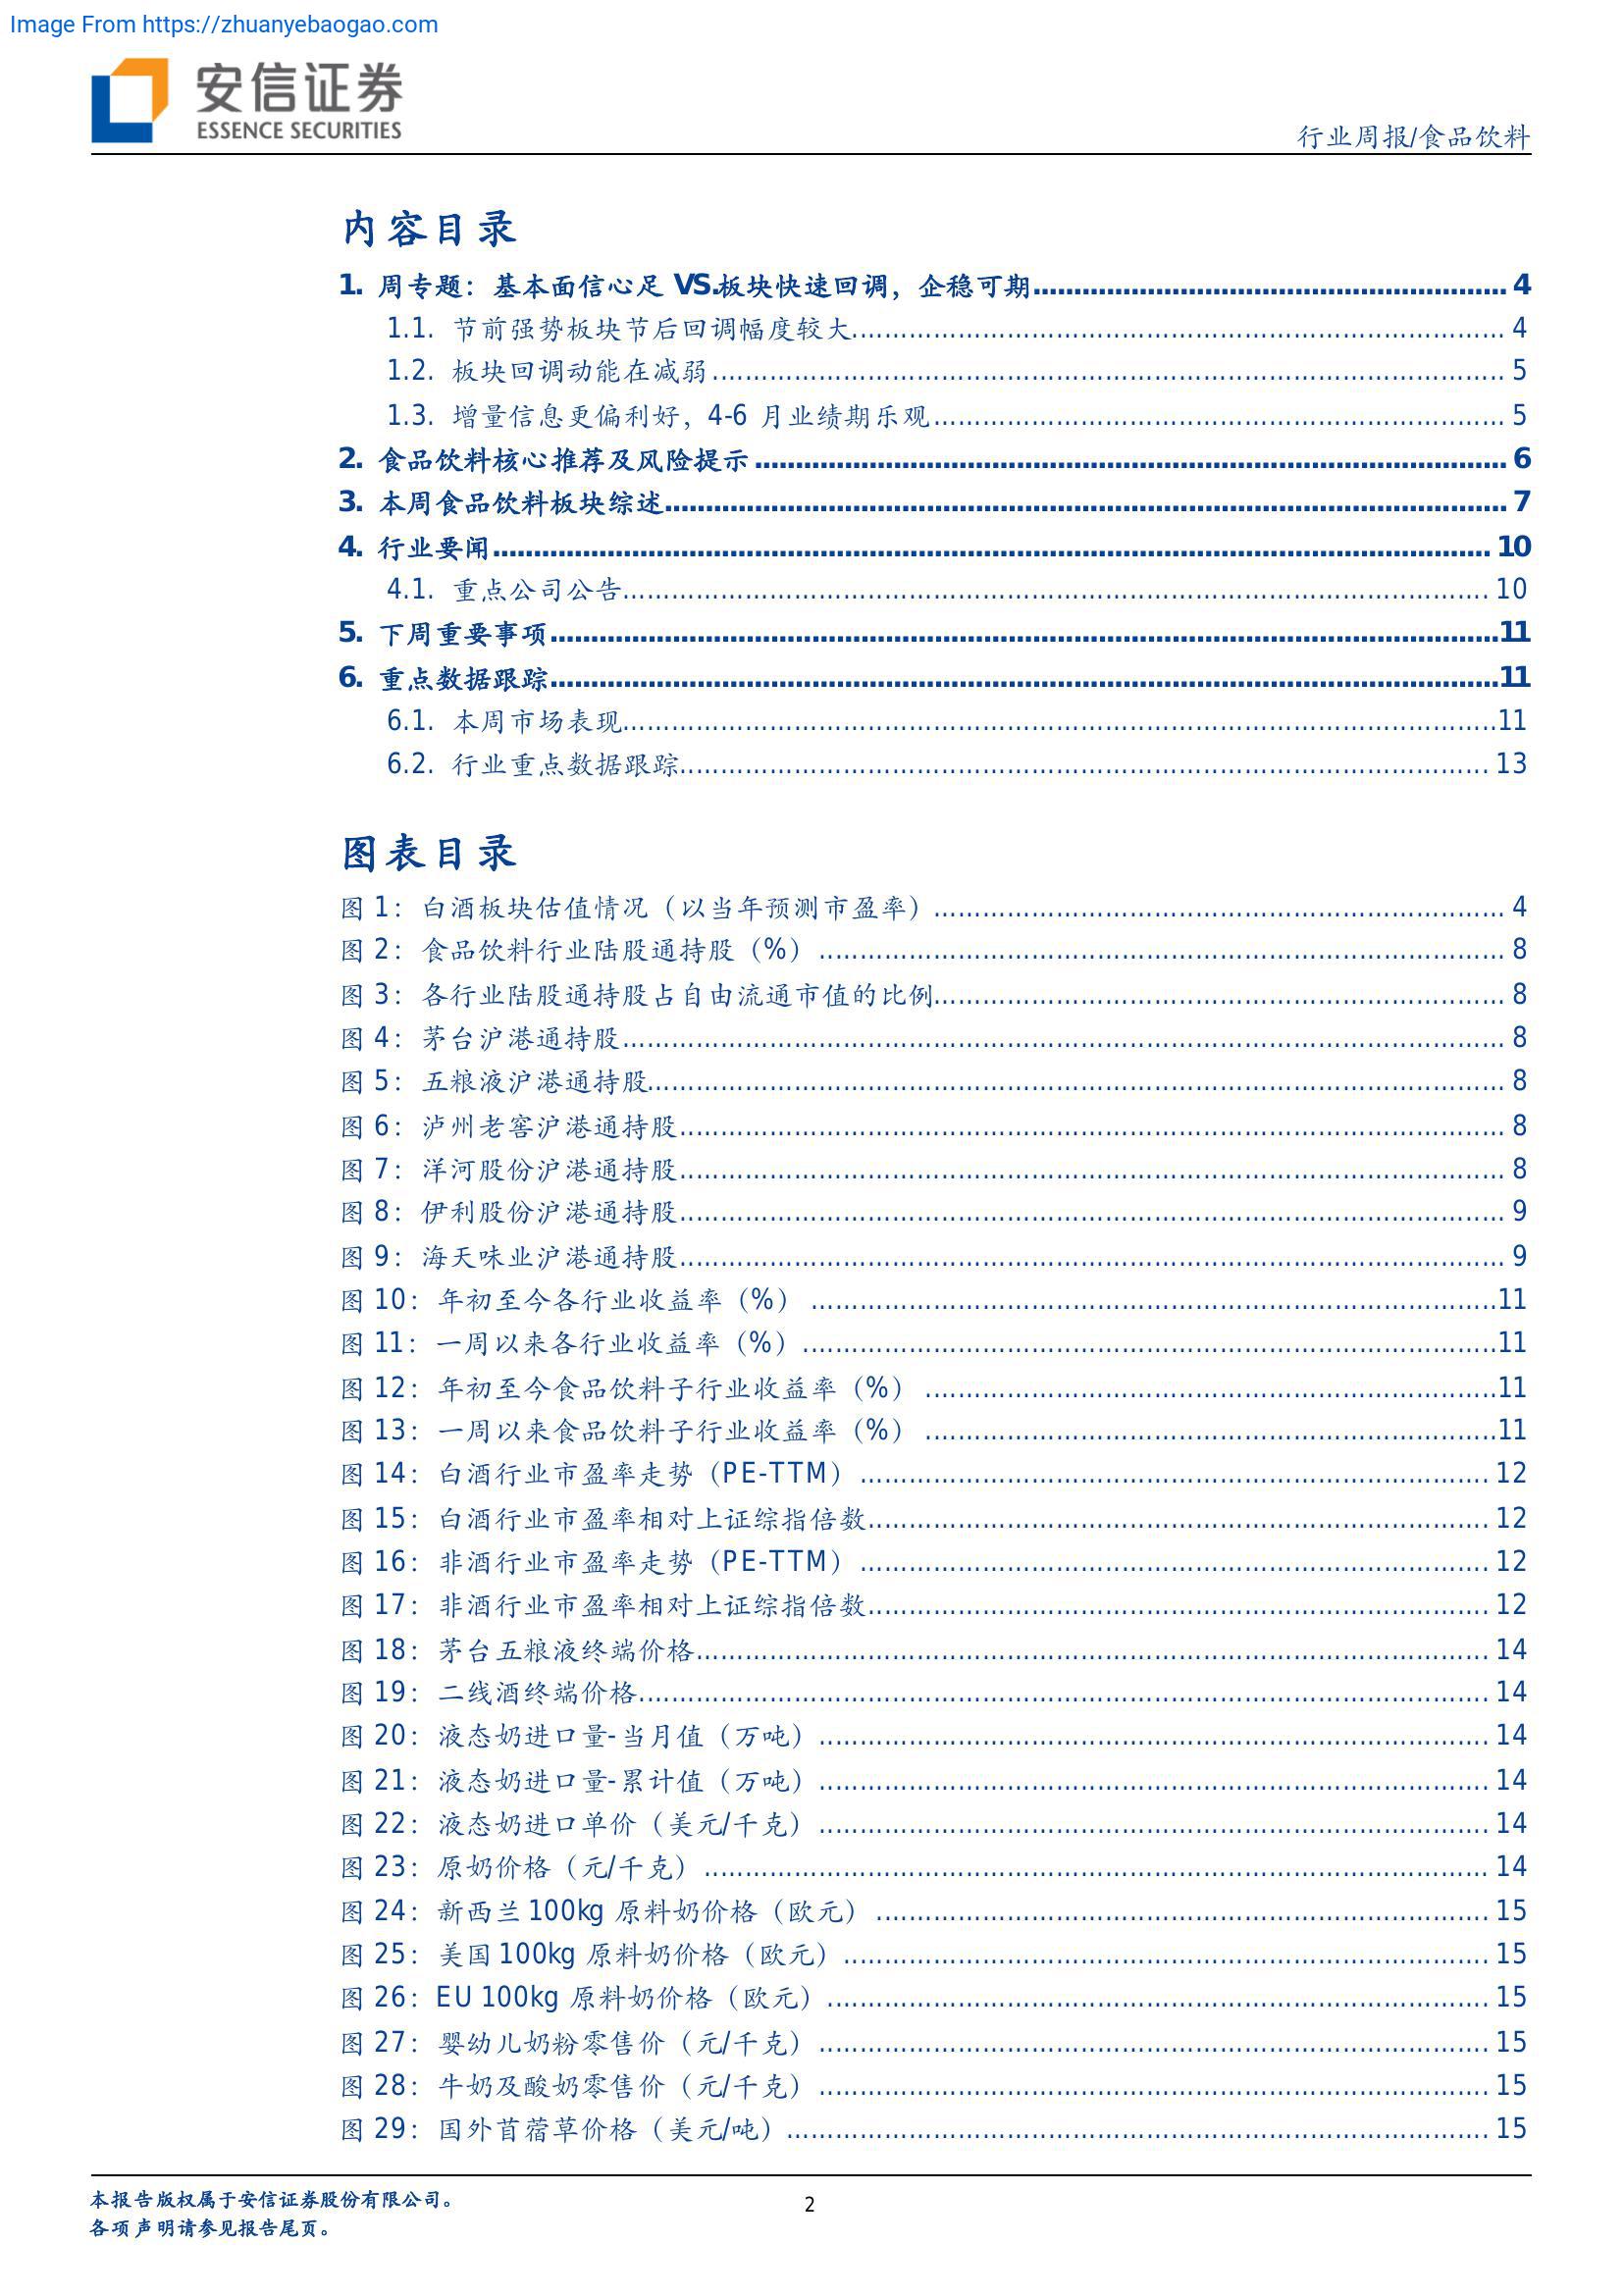 Image From https://zhuanyebaogao.com
安信证券
ESSENCE SECURITIES
行业周报/食品饮料
内容目录
1. 周专题：基本面信心足 VS.板块快速回调，企稳可期 4
1.1. 节前强势板块节后回调幅度较大 4
1.2. 板块回调动能在减弱 5
1.3. 增量信息更偏利好，4-6 月业绩期乐观 5
2. 食品饮料核心推荐及风险提示 6
3. 本周食品饮料板块综述 7
4. 行业要闻 10
4.1. 重点公司公告 10
5. 下周重要事项 11
6. 重点数据跟踪 11
6.1. 本周市场表现 11
6.2. 行业重点数据跟踪 13
图表目录
图 1：白酒板块估值情况（以当年预测市盈率） 4
图 2：食品饮料行业陆股通持股（%） 8
图 3：各行业陆股通持股占自由流通市值的比例 8
图 4：茅台沪港通持股 8
图 5：五粮液沪港通持股 8
图 6：泸州老窖沪港通持股 8
图 7：洋河股份沪港通持股 8
图 8：伊利股份沪港通持股 9
图 9：海天味业沪港通持股 9
图 10：年初至今各行业收益率（%） 11
图 11：一周以来各行业收益率（%） 11
图 12：年初至今食品饮料子行业收益率（%） 11
图 13：一周以来食品饮料子行业收益率（%） 11
图 14：白酒行业市盈率走势（PE-TTM） 12
图 15：白酒行业市盈率相对上证综指倍数 12
图 16：非酒行业市盈率走势（PE-TTM） 12
图 17：非酒行业市盈率相对上证综指倍数 12
图 18：茅台五粮液终端价格 14
图 19：二线酒终端价格 14
图 20：液态奶进口量-当月值（万吨） 14
图 21：液态奶进口量-累计值（万吨） 14
图 22：液态奶进口单价（美元/千克） 14
图 23：原奶价格（元/千克） 14
图 24：新西兰 100kg 原料奶价格（欧元） 15
图 25：美国 100kg 原料奶价格（欧元） 15
图 26：EU 100kg 原料奶价格（欧元） 15
图 27：婴幼儿奶粉零售价（元/千克） 15
图 28：牛奶及酸奶零售价（元/千克） 15
图 29：国外苜蓿草价格（美元/吨） 15
本报告版权属于安信证券股份有限公司。
2
各项声明请参见报告尾页。